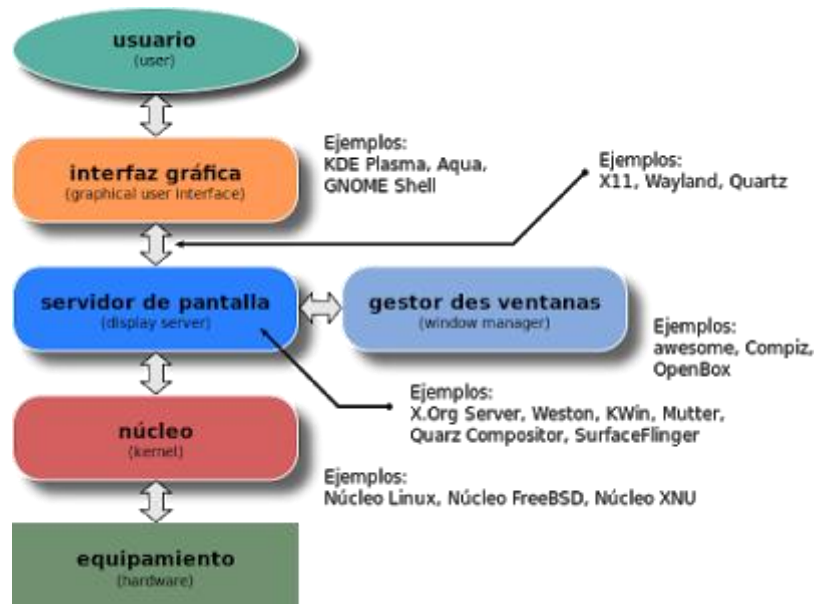 usuario
(user)
interfaz gráfica
(graphical user interface)
Ejemplos:
KDE Plasma, Aqua,
GNOME Shell
Ejemplos:
X11, Wayland, Quartz
servidor de pantalla
(display server)
gestor des ventanas
(window manager)
Ejemplos:
awesome, Compiz,
OpenBox
Ejemplos:
X.Org Server, Weston, KWin, Mutter,
Quarz Compositor, SurfaceFlinger
núcleo
(kernel)
Ejemplos:
Núcleo Linux, Núcleo FreeBSD, Núcleo XNU
equipamiento
(hardware)